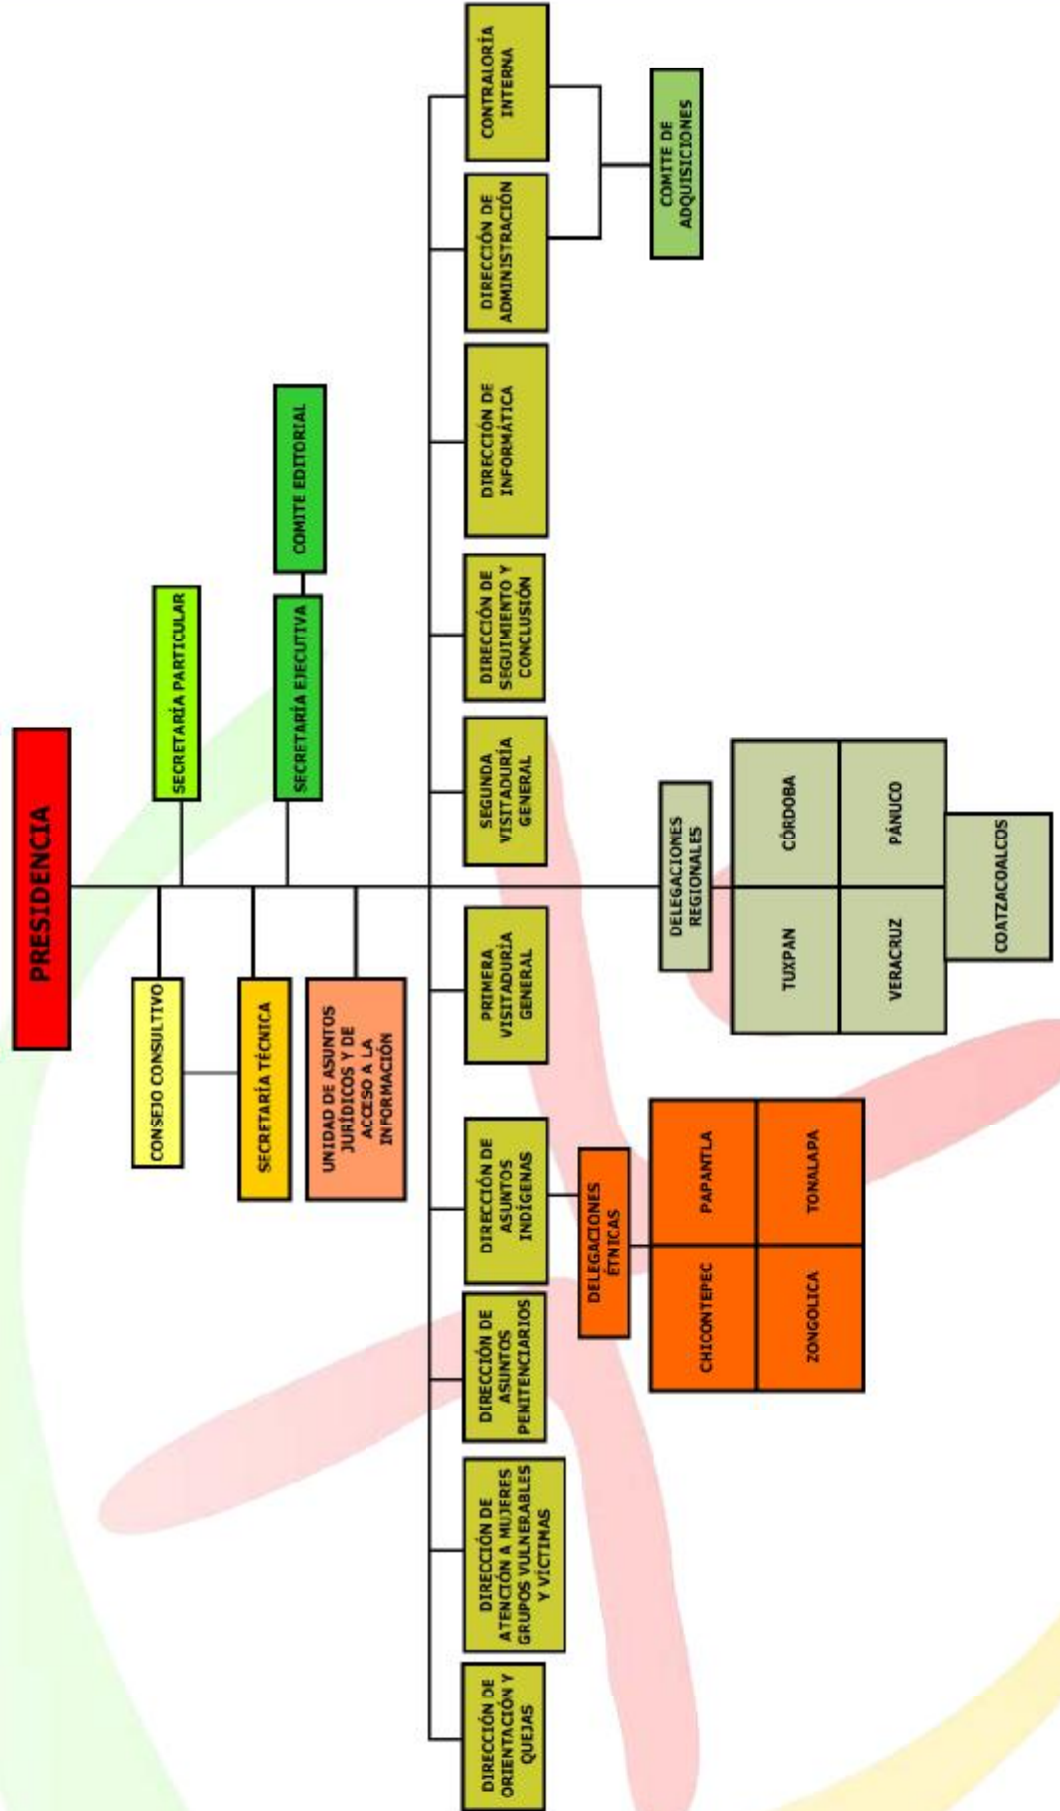 PRESIDENCIA
CONSEJO CONSULTIVO
SECRETARÍA PARTICULAR
SECRETARÍA TÉCNICA
SECRETARÍA EJECUTIVA
COMITE EDITORIAL
UNIDAD DE ASUNTOS
JURÍDICOS Y DE
ACCESO A LA
INFORMACIÓN
DIRECCIÓN DE
ORIENTACIÓN Y
QUEJAS
DIRECCIÓN DE
ATENCIÓN A MUJERES
GRUPOS VULNERABLES
Y VÍCTIMAS
DIRECCIÓN DE
ASUNTOS
PENITENCIARIOS
DIRECCIÓN DE
ASUNTOS
INDÍGENAS
PRIMERA
VISITADURÍA
GENERAL
SEGUNDA
VISITADURÍA
GENERAL
DIRECCIÓN DE
SEGUIMIENTO Y
CONCLUSIÓN
DIRECCIÓN DE
INFORMÁTICA
DIRECCIÓN DE
ADMINISTRACIÓN
CONTRALORÍA
INTERNA
DELEGACIONES
ÉTNICAS
CHICONTEPEC
PAPANTLA
ZONGOLICA
TONALAPA
DELEGACIONES
REGIONALES
TUXPAN
CÓRDOBA
VERACRUZ
PÁNUCO
COATZACOALCOS
COMITE DE
ADQUISICIONES